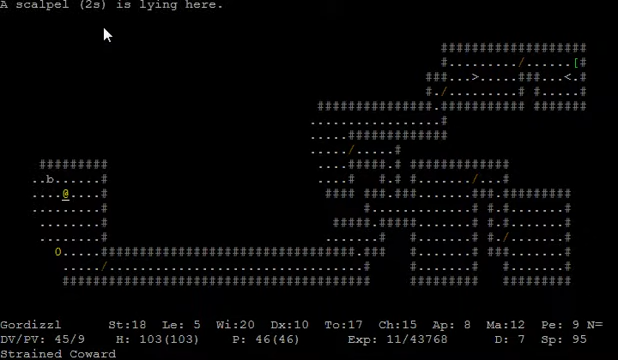 A scalpel (2s) is lying here.
Gordizzl St:18 Le: 5 Wi:20 Dx:10 To:17 Ch:15 Ap: 8 Ma:12 Pe: 9 N=
DV/PV: 45/9 H: 103(103) P: 46(46) Exp: 11/43768 D: 7 Sp: 95
Strained Coward